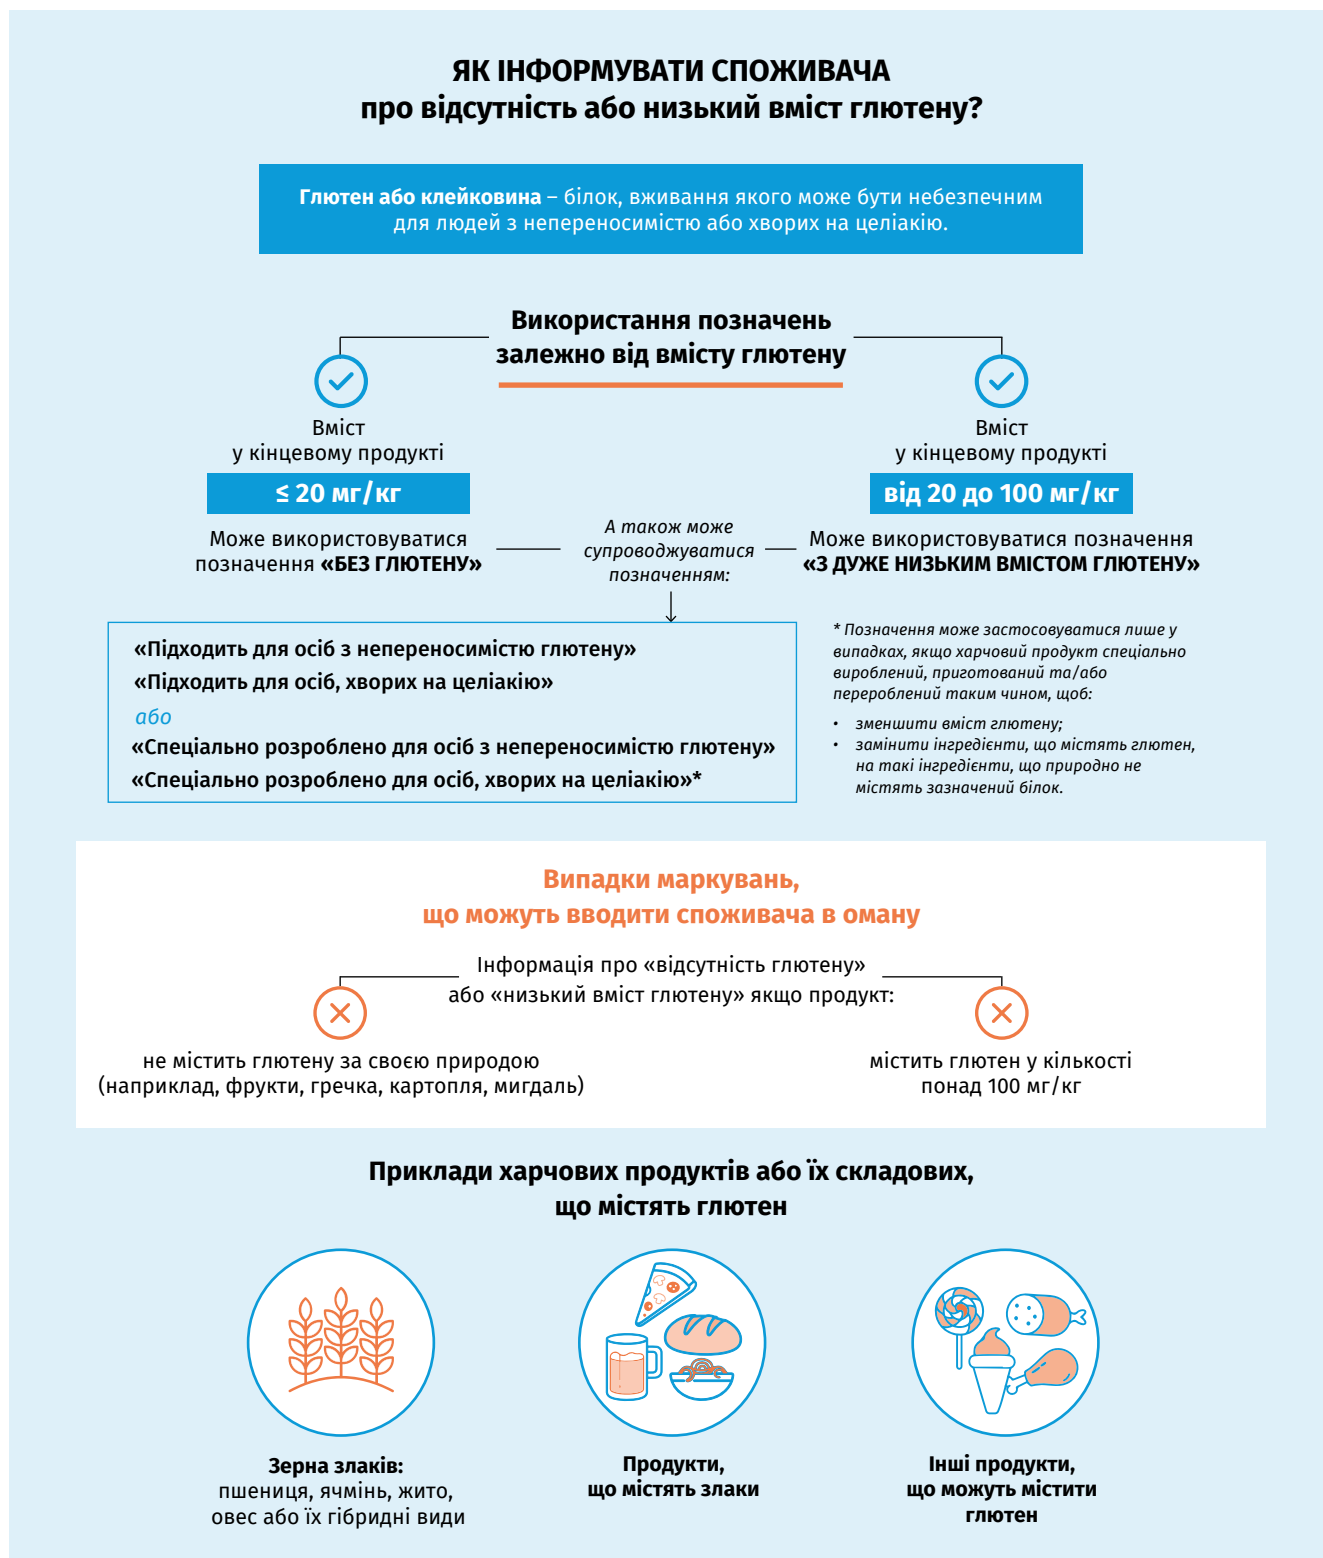 ЯК ІНФОРМУВАТИ СПОЖИВАЧА
про відсутність або низький вміст глютену?
Глютен або клейковина – білок, вживання якого може бути небезпечним
для людей з непереносимістю або хворих на целіакію.
Використання позначень
залежно від вмісту глютену
Вміст
у кінцевому продукті
≤ 20 мг/кг
Може використовуватися
позначення «БЕЗ ГЛЮТЕНУ»
Вміст
у кінцевому продукті
від 20 до 100 мг/кг
Може використовуватися позначення
«З ДУЖЕ НИЗЬКИМ ВМІСТОМ ГЛЮТЕНУ»
А також може
супроводжуватися
позначенням:
«Підходить для осіб з непереносимістю глютену»
«Підходить для осіб, хворих на целіакію»
або
«Спеціально розроблено для осіб з непереносимістю глютену»
«Спеціально розроблено для осіб, хворих на целіакію»*
* Позначення може застосовуватися лише у
випадках, якщо харчовий продукт спеціально
вироблений, приготований та/або
перероблений таким чином, щоб:
• зменшити вміст глютену;
• замінити інгредієнти, що містять глютен,
на такі інгредієнти, що природно не
містять зазначений білок.
Випадки маркувань,
що можуть вводити споживача в оману
Інформація про «відсутність глютену»
або «низький вміст глютену» якщо продукт:
не містить глютену за своєю природою
(наприклад, фрукти, гречка, картопля, мигдаль)
містить глютен у кількості
понад 100 мг/кг
Приклади харчових продуктів або їх складових,
що містять глютен
Зерна злаків:
пшениця, ячмінь, жито,
овес або їх гібридні види
Продукти,
що містять злаки
Інші продукти,
що можуть містити
глютен